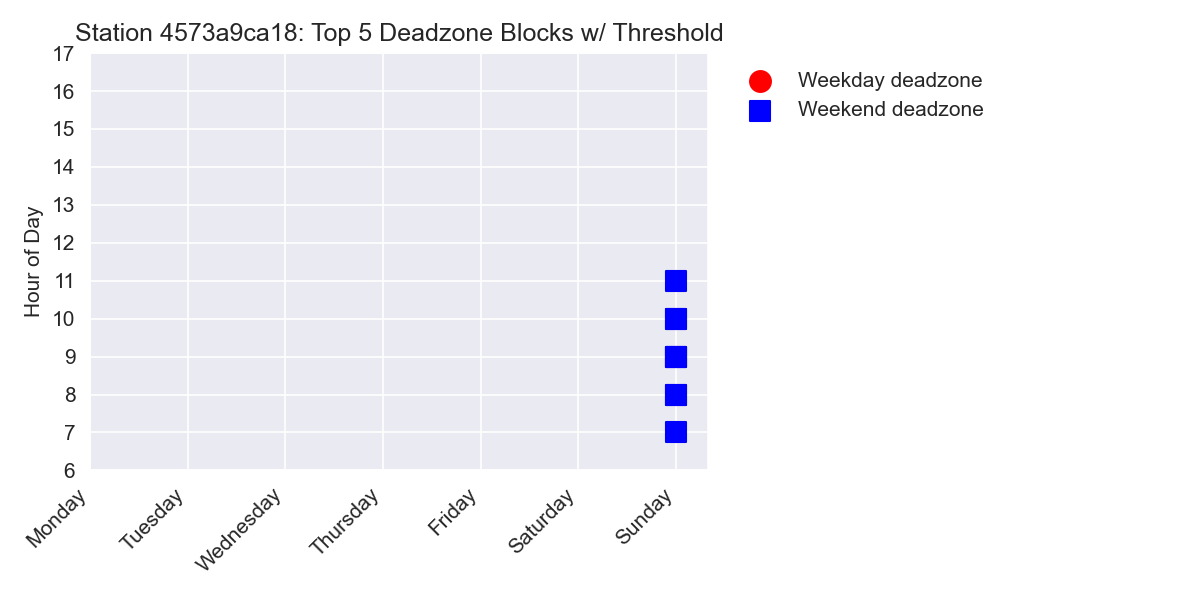 Station 4573a9ca18: Top 5 Deadzone Blocks w/ Threshold
Hour of Day
17
16
15
14
13
12
11
10
9
8
7
6
Monday
Tuesday
Wednesday
Thursday
Friday
Saturday
Sunday
Weekday deadzone
Weekend deadzone